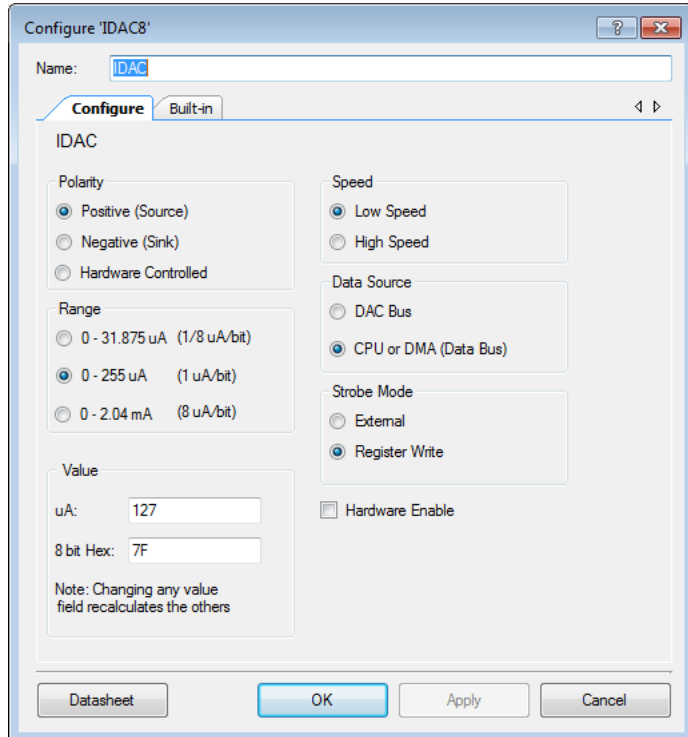 Configure 'IDAC8'
Name: IDAC
Configure Built-in
IDAC
Polarity
Positive (Source)
Negative (Sink)
Hardware Controlled
Range
0 - 31.875 uA (1/8 uA/bit)
0 - 255 uA (1 uA/bit)
0 - 2.04 mA (8 uA/bit)
Value
uA: 127
8 bit Hex: 7F
Note: Changing any value
field recalculates the others
Speed
Low Speed
High Speed
Data Source
DAC Bus
CPU or DMA (Data Bus)
Strobe Mode
External
Register Write
Hardware Enable
Datasheet OK Apply Cancel